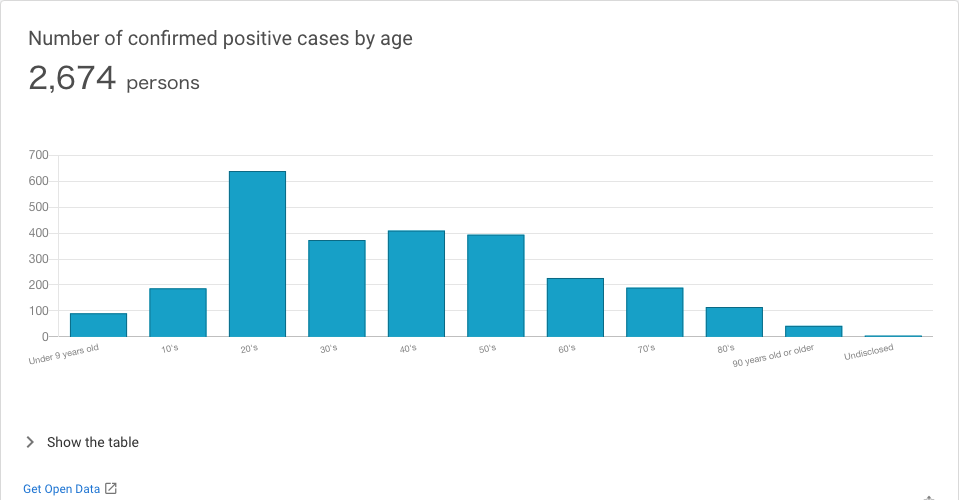 Number of confirmed positive cases by age
2,674 persons
700
600
500
400
300
200
100
0
Under 9 years old
10's
20's
30's
40's
50's
60's
70's
80's
90 years old or older
Undisclosed
Show the table
Get Open Data